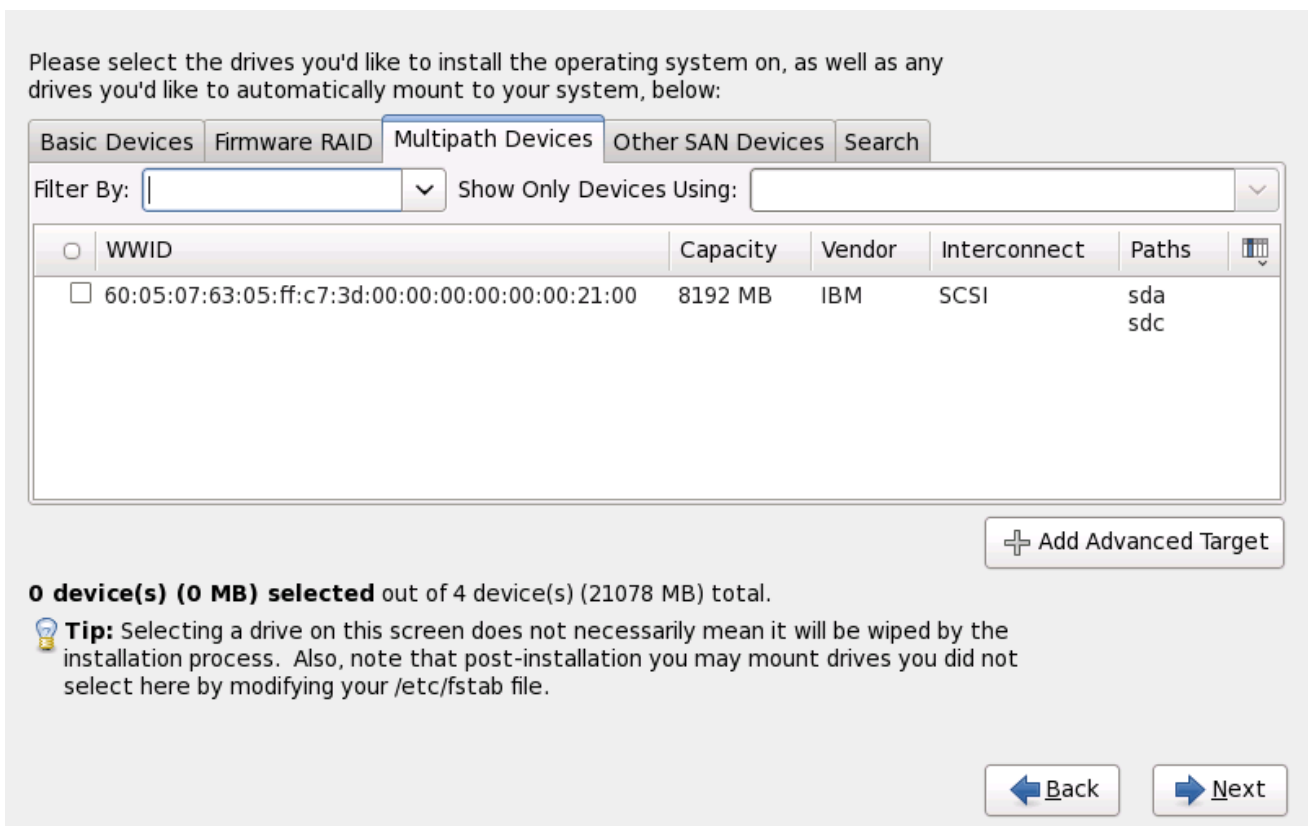 Please select the drives you'd like to install the operating system on, as well as any
drives you'd like to automatically mount to your system, below:
Basic Devices Firmware RAID Multipath Devices Other SAN Devices Search
Filter By: Show Only Devices Using:
WWID Capacity Vendor Interconnect Paths
60:05:07:63:05:ff:c7:3d:00:00:00:00:00:00:21:00 8192 MB IBM SCSI sda
sdc
Add Advanced Target
0 device(s) (0 MB) selected out of 4 device(s) (21078 MB) total.
Tip: Selecting a drive on this screen does not necessarily mean it will be wiped by the
installation process. Also, note that post-installation you may mount drives you did not
select here by modifying your /etc/fstab file.
Back Next